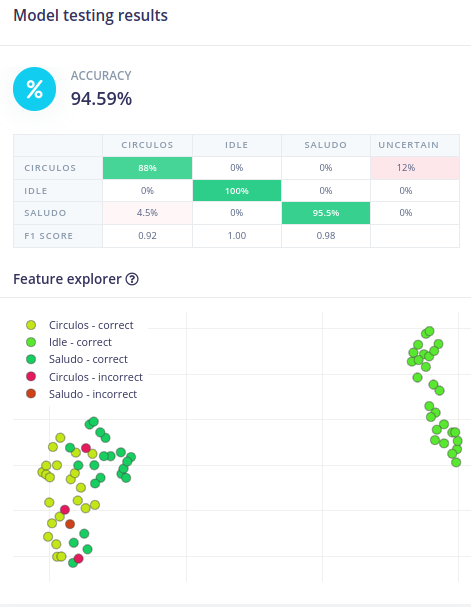 Model testing results
%
ACCURACY
94.59%
CIRCULOS IDLE SALUDO UNCERTAIN
CIRCULOS 88% 0% 0% 12%
IDLE 0% 100% 0% 0%
SALUDO 4.5% 0% 95.5% 0%
F1 SCORE 0.92 1.00 0.98
Feature explorer ?
Circulos - correct
Idle - correct
Saludo - correct
Circulos - incorrect
Saludo - incorrect